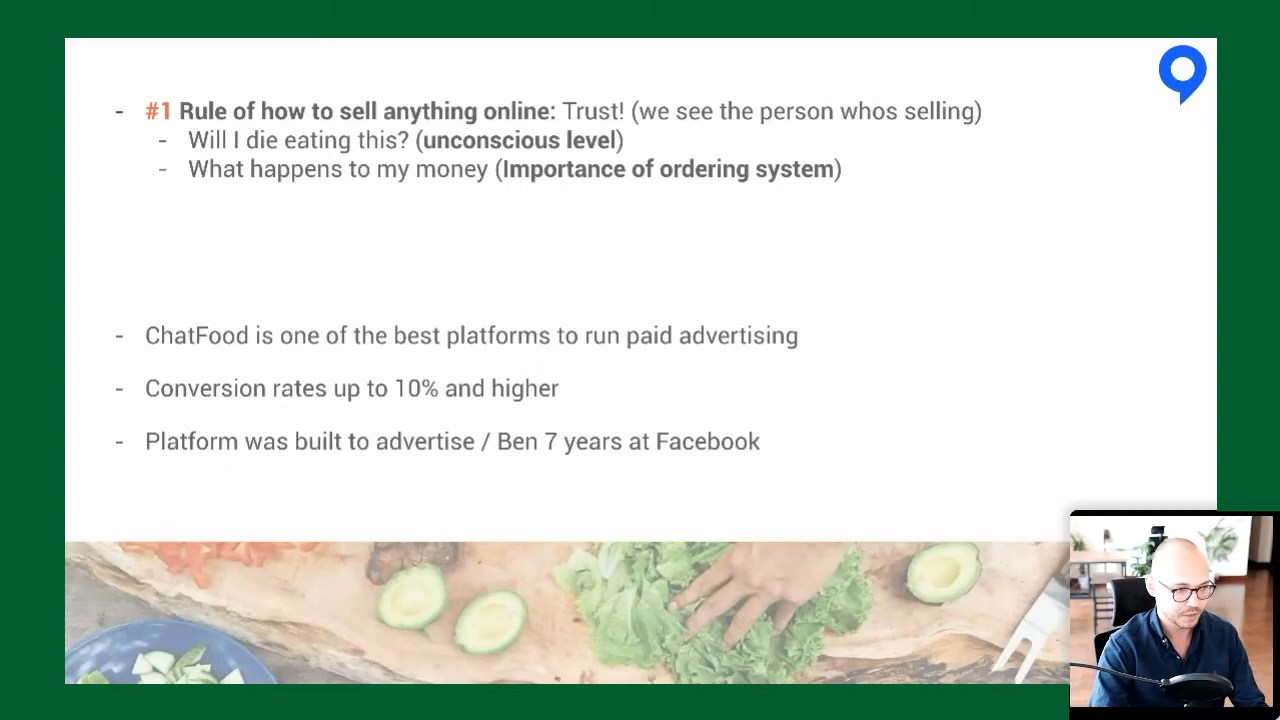 - #1 Rule of how to sell anything online: Trust! (we see the person whos selling)
- Will I die eating this? (unconscious level)
- What happens to my money (Importance of ordering system)
- ChatFood is one of the best platforms to run paid advertising
- Conversion rates up to 10% and higher
- Platform was built to advertise / Ben 7 years at Facebook